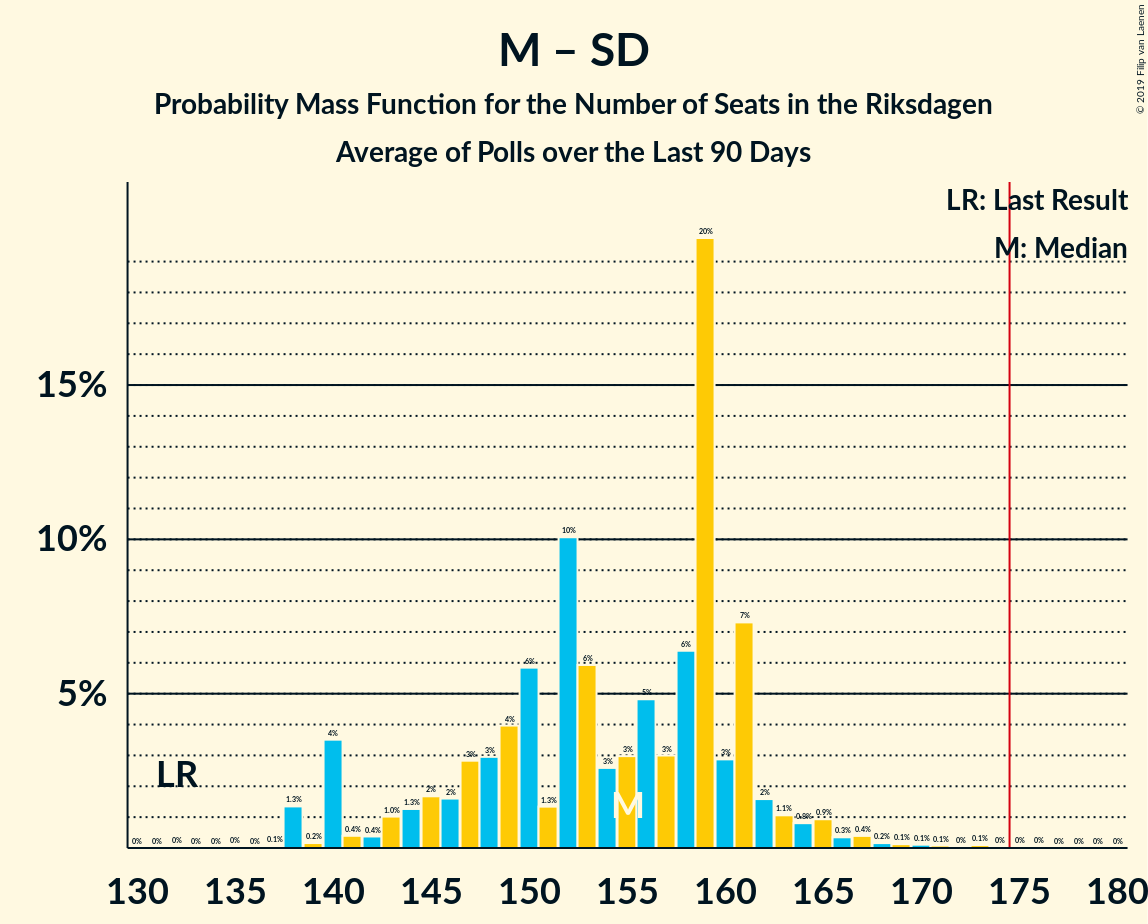 M – SD
Probability Mass Function for the Number of Seats in the Riksdagen
Average of Polls over the Last 90 Days
© 2019 Filip van Laenen
LR: Last Result
M: Median
15%
10%
5%
LR
M
0% 0% 0% 0% 0% 0% 0% 0.1% 1.3% 0.2% 4% 0.4% 0.4% 1.0% 1.3% 2% 2% 3% 3% 4% 6% 1.3% 10% 6% 3% 3% 5% 3% 6% 20% 3% 7% 2% 1.1% 0.8% 0.9% 0.3% 0.4% 0.2% 0.1% 0.1% 0.1% 0% 0.1% 0% 0% 0% 0% 0% 0% 0%
130 135 140 145 150 155 160 165 170 175 180